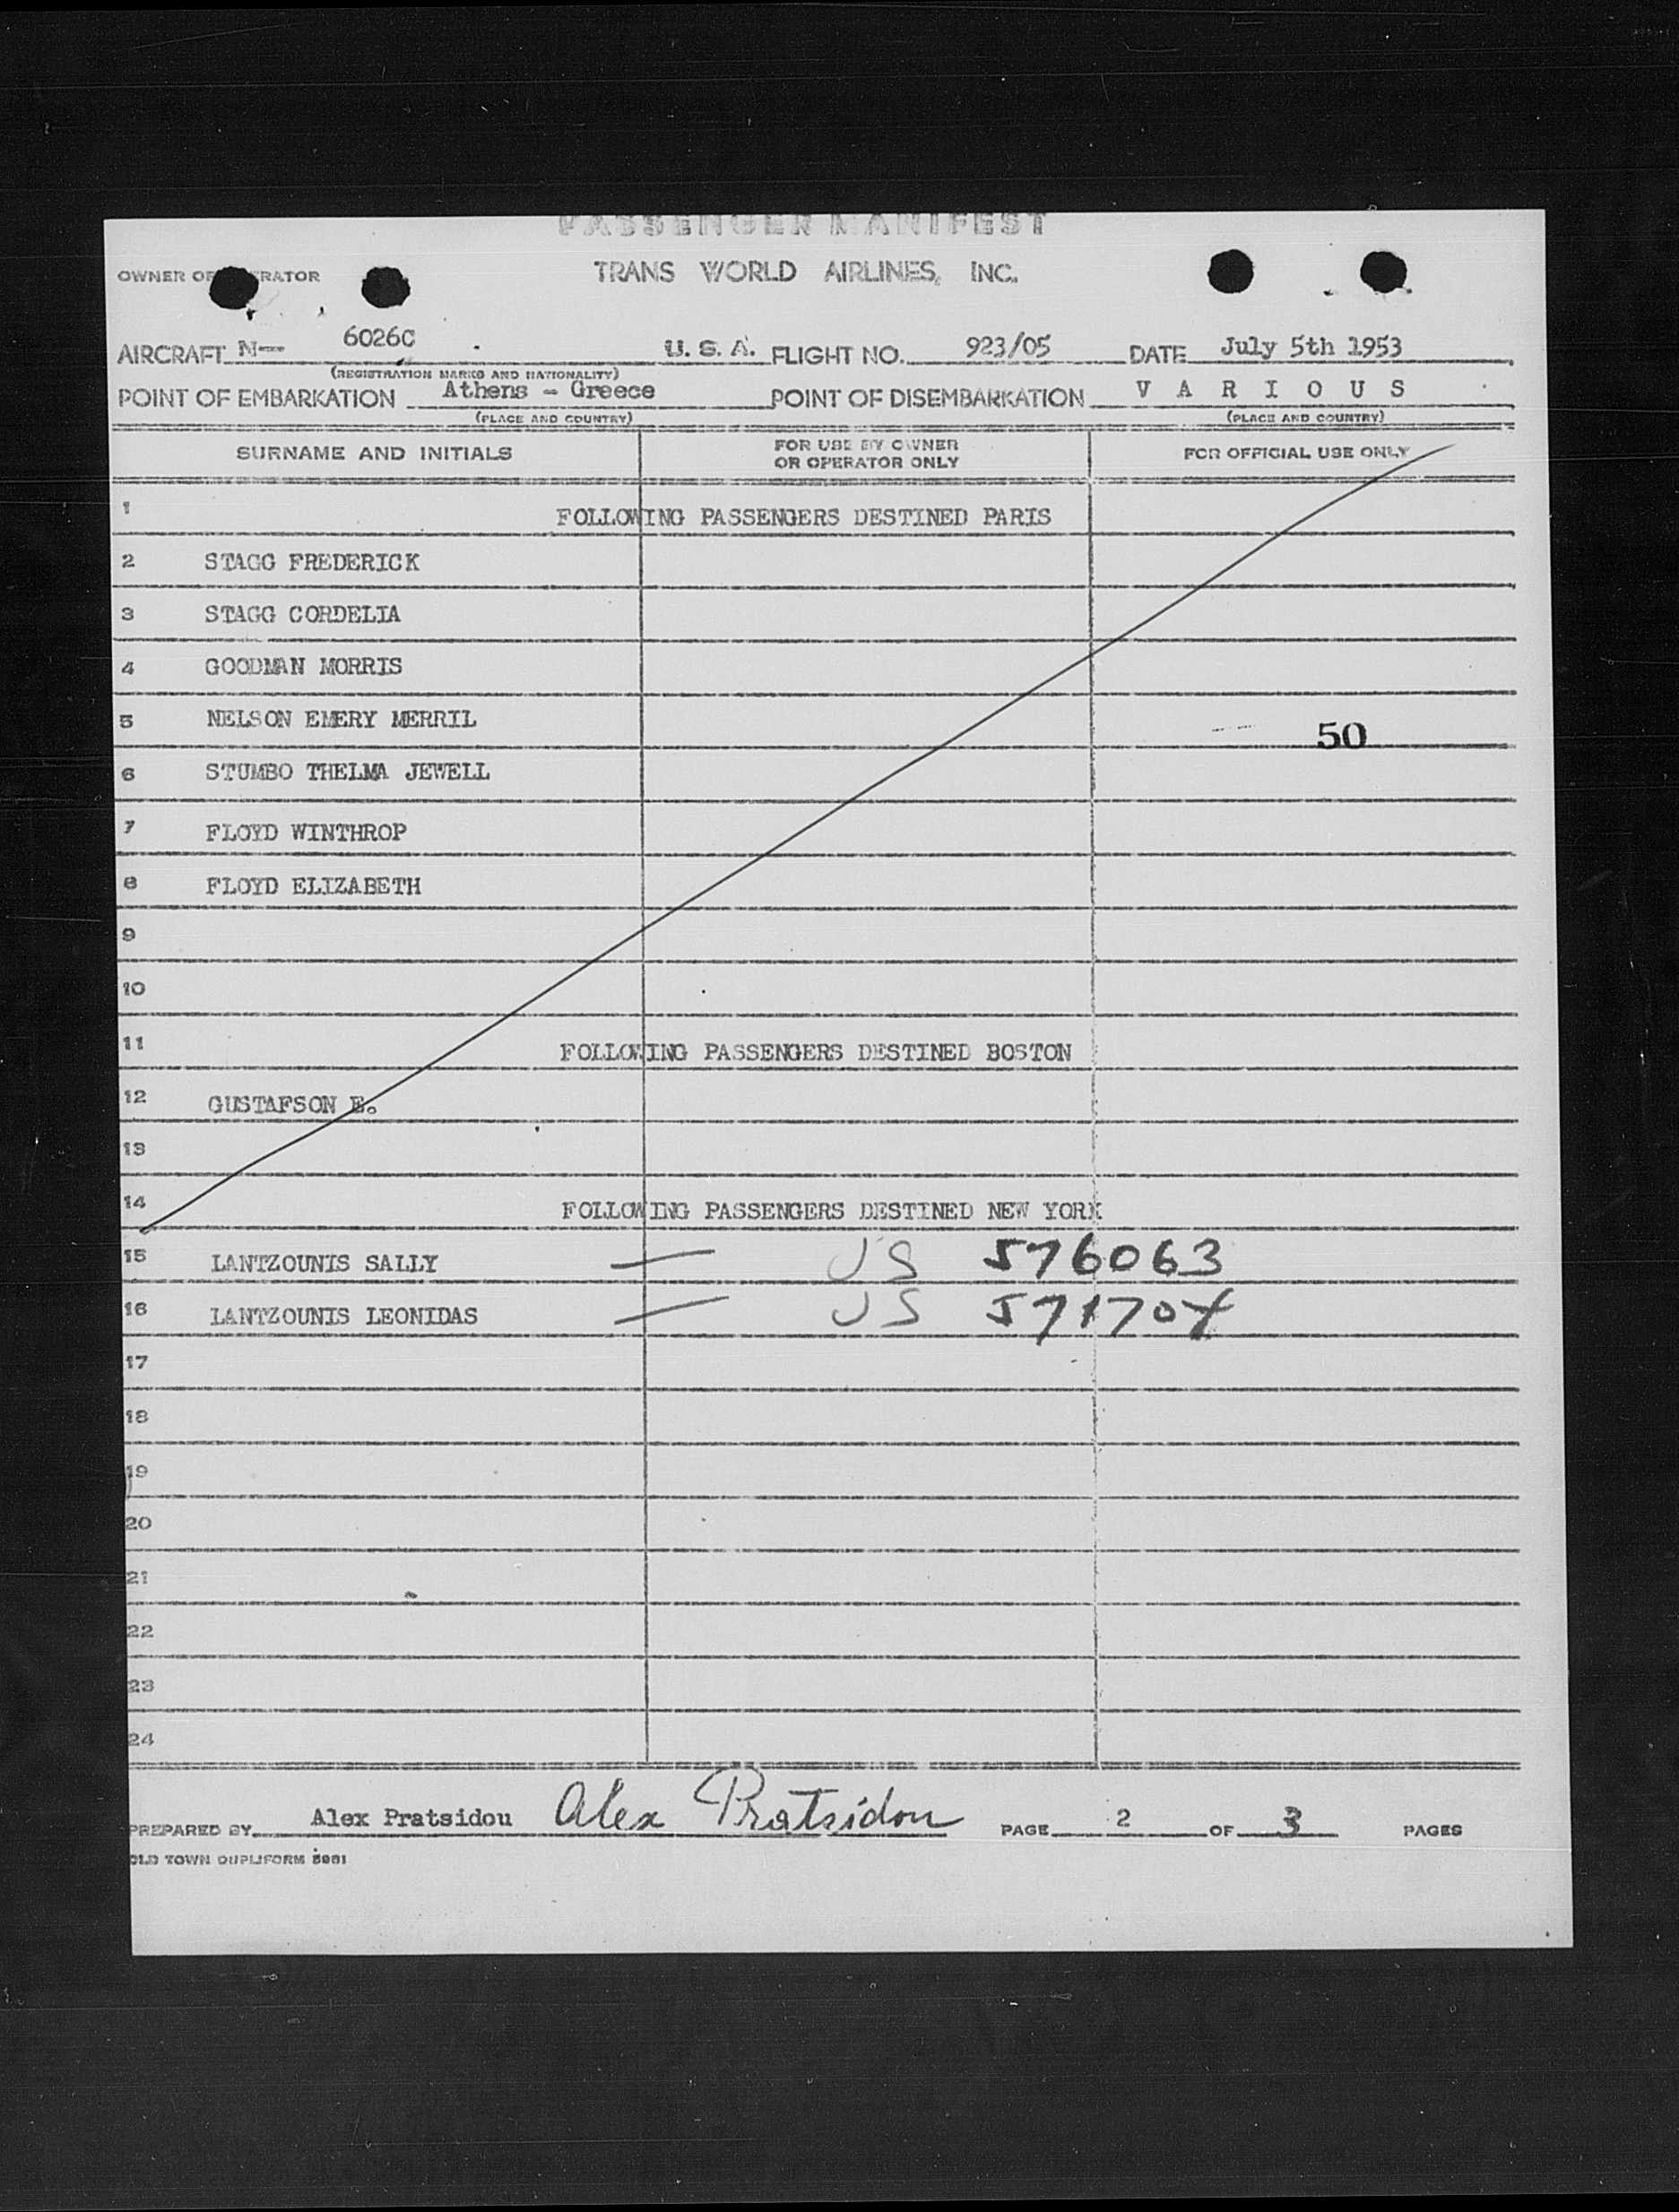 PASSENGER MANIFEST
OWNER OR OPERATOR TRANS WORLD AIRLINES, INC.
AIRCRAFT N— 6026C U. S. A. FLIGHT NO. 923/05 DATE July 5th 1953
(REGISTRATION MARKS AND NATIONALITY)
POINT OF EMBARKATION Athens - Greece POINT OF DISEMBARKATION V A R I O U S
(PLACE AND COUNTRY) (PLACE AND COUNTRY)
SURNAME AND INITIALS FOR USE BY OWNER OR OPERATOR ONLY FOR OFFICIAL USE ONLY
1 FOLLOWING PASSENGERS DESTINED PARIS
2 STAGG FREDERICK
3 STAGG CORDELIA
4 GOODMAN MORRIS
5 NELSON EMERY MERRIL 50
6 STUMBO THELMA JEWELL
7 FLOYD WINTHROP
8 FLOYD ELIZABETH
9
10
11 FOLLOWING PASSENGERS DESTINED BOSTON
12 GUSTAFSON E.
13
14 FOLLOWING PASSENGERS DESTINED NEW YORK
15 LANTZOUNIS SALLY — US 576063
16 LANTZOUNIS LEONIDAS — US
17
18
19
20
21
22
23
24
PREPARED BY Alex Pratsidou Alex Pratsidou PAGE 2 OF 3 PAGES
OLD TOWN DUPLIFORM